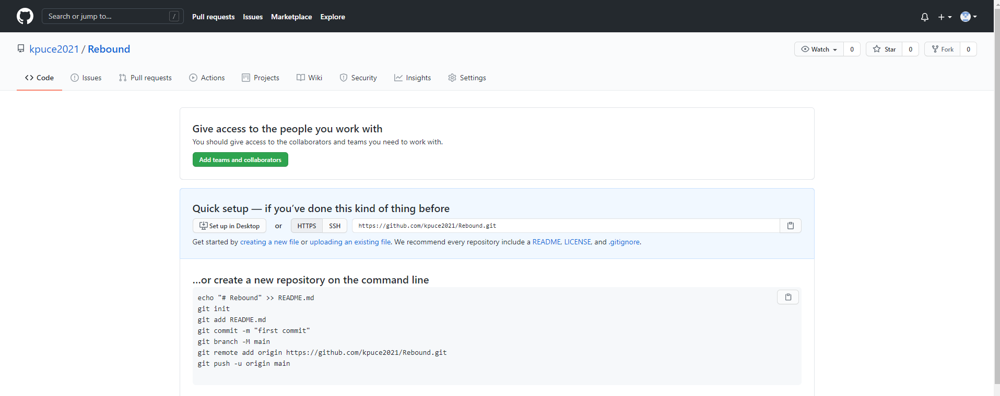 Search or jump to... /
Pull requests Issues Marketplace Explore
kpuce2021 / Rebound
Watch 0 Star 0 Fork 0
Code Issues Pull requests Actions Projects Wiki Security Insights Settings
Give access to the people you work with
You should give access to the collaborators and teams you need to work with.
Add teams and collaborators
Quick setup — if you’ve done this kind of thing before
Set up in Desktop or HTTPS SSH https://github.com/kpuce2021/Rebound.git
Get started by creating a new file or uploading an existing file. We recommend every repository include a README, LICENSE, and .gitignore.
…or create a new repository on the command line
echo "# Rebound" >> README.md
git init
git add README.md
git commit -m "first commit"
git branch -M main
git remote add origin https://github.com/kpuce2021/Rebound.git
git push -u origin main